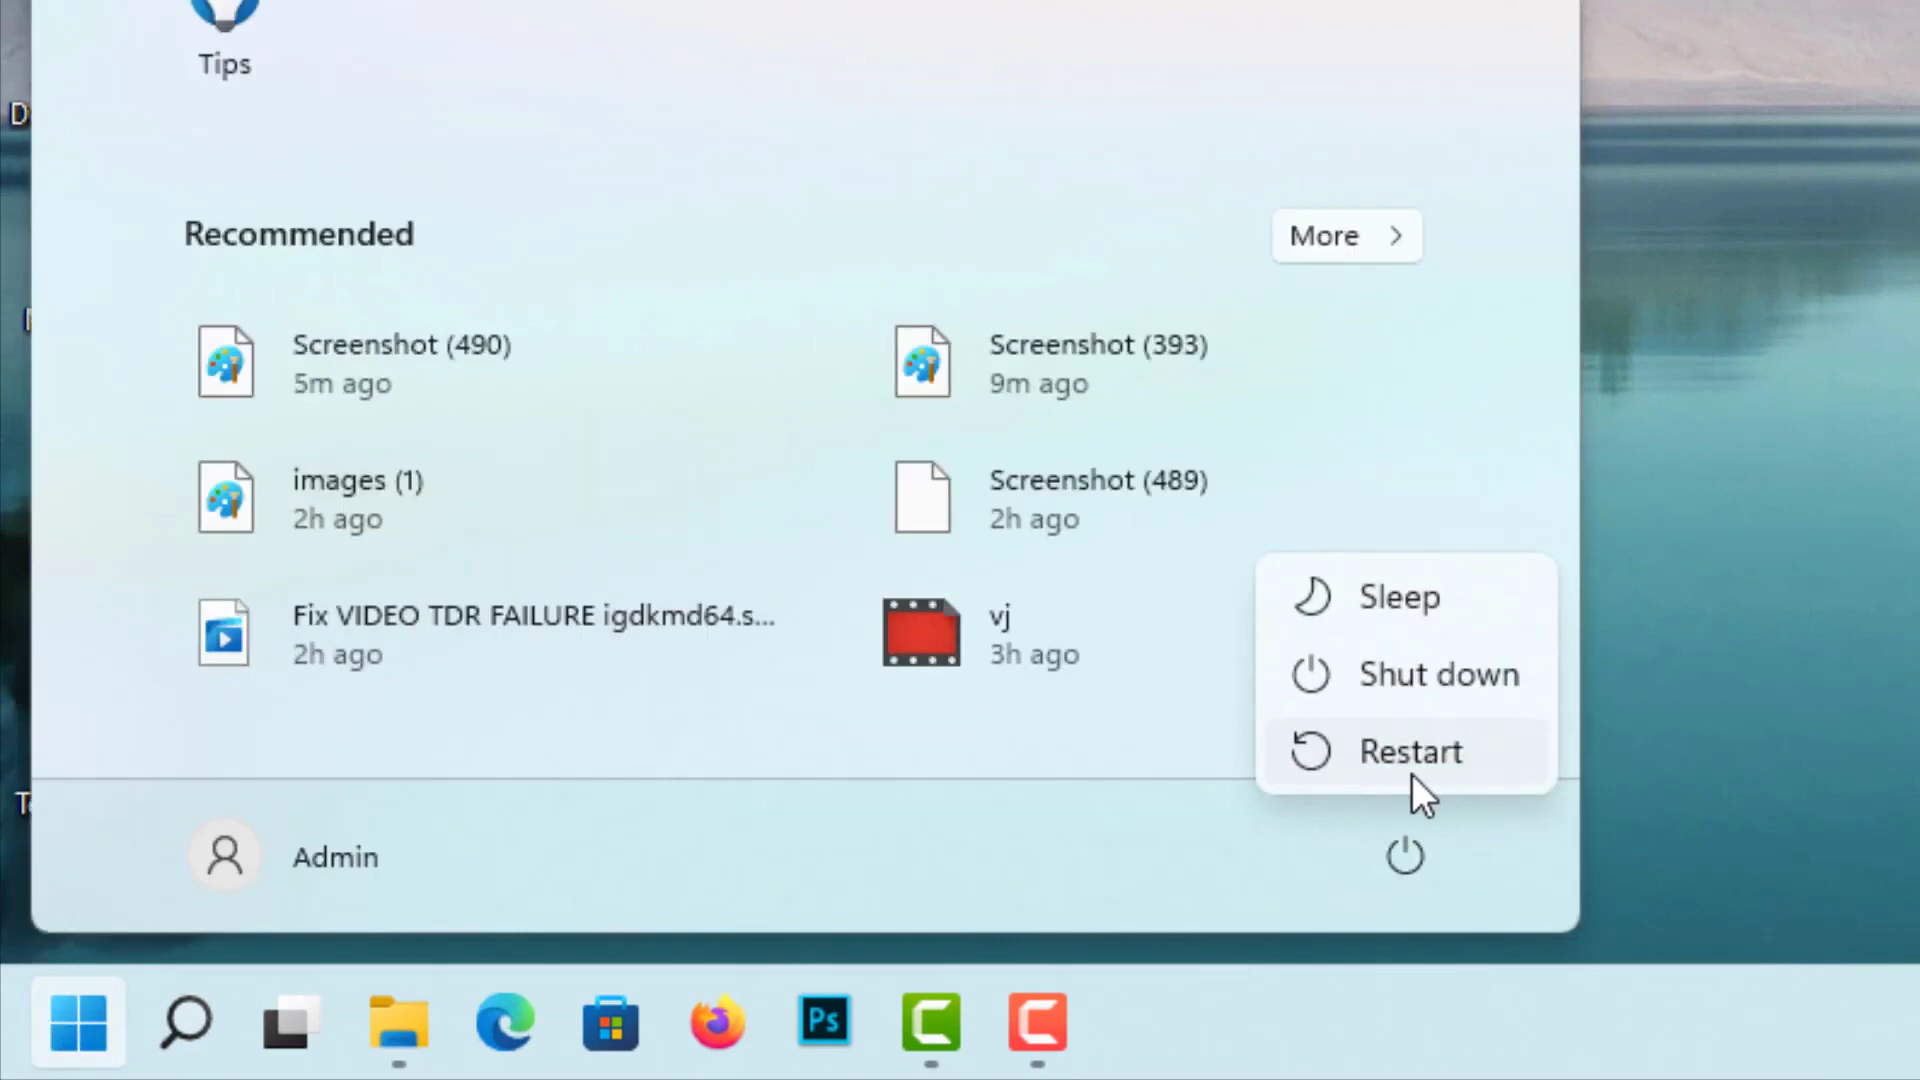 Tips
D
Recommended
More
Screenshot (490)
5m ago
Screenshot (393)
9m ago
images (1)
2h ago
Screenshot (489)
2h ago
Fix VIDEO TDR FAILURE igdkmd64.s...
2h ago
vj
3h ago
Sleep
Shut down
Restart
Admin
Ps